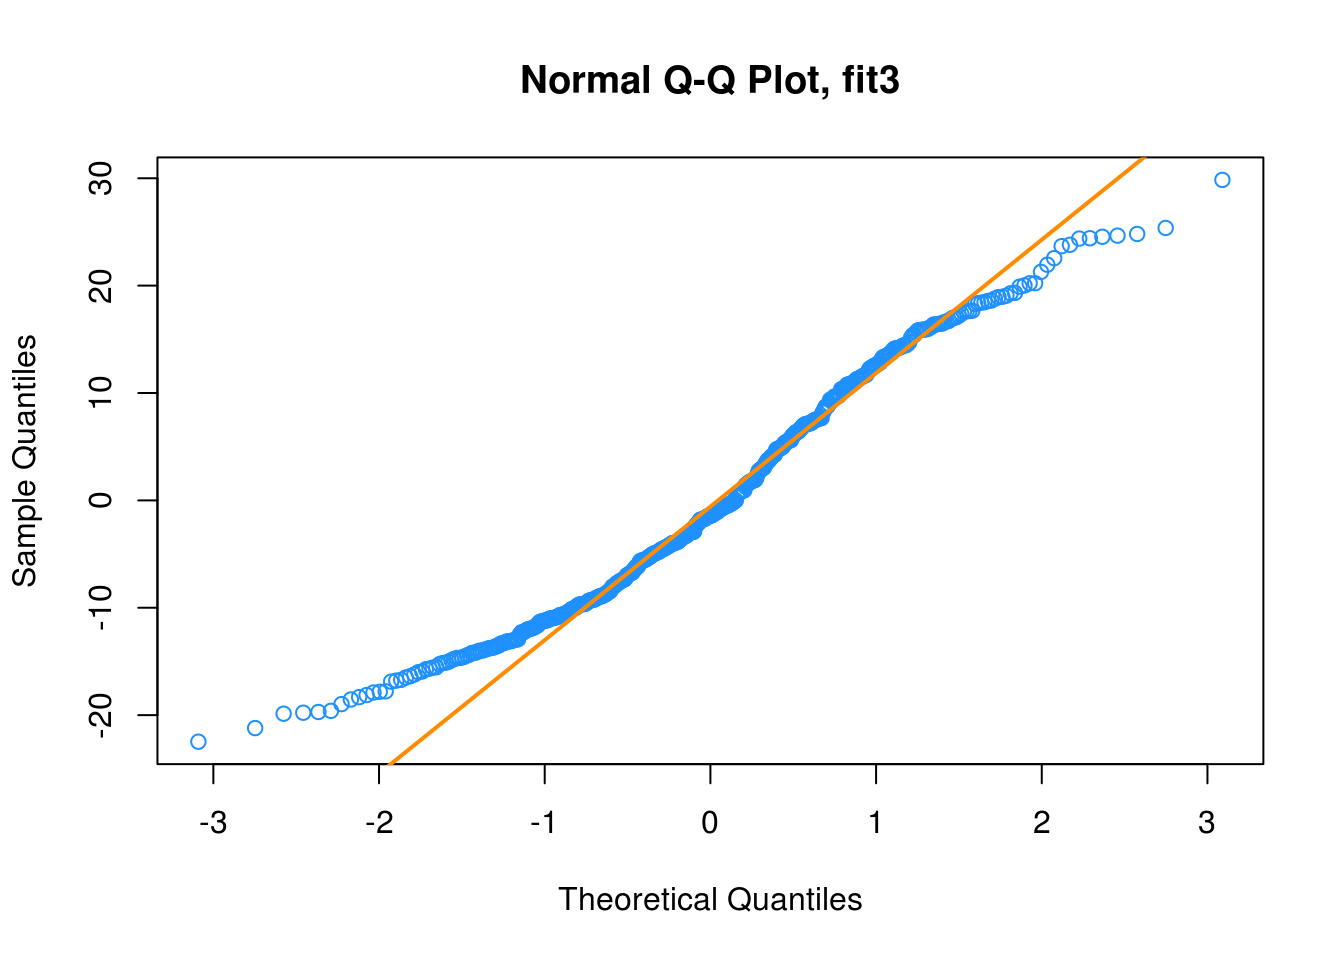 Normal Q-Q Plot, fit3
30
20
10
0
-10
-20
Sample Quantiles
-3 -2 -1 0 1 2 3
Theoretical Quantiles